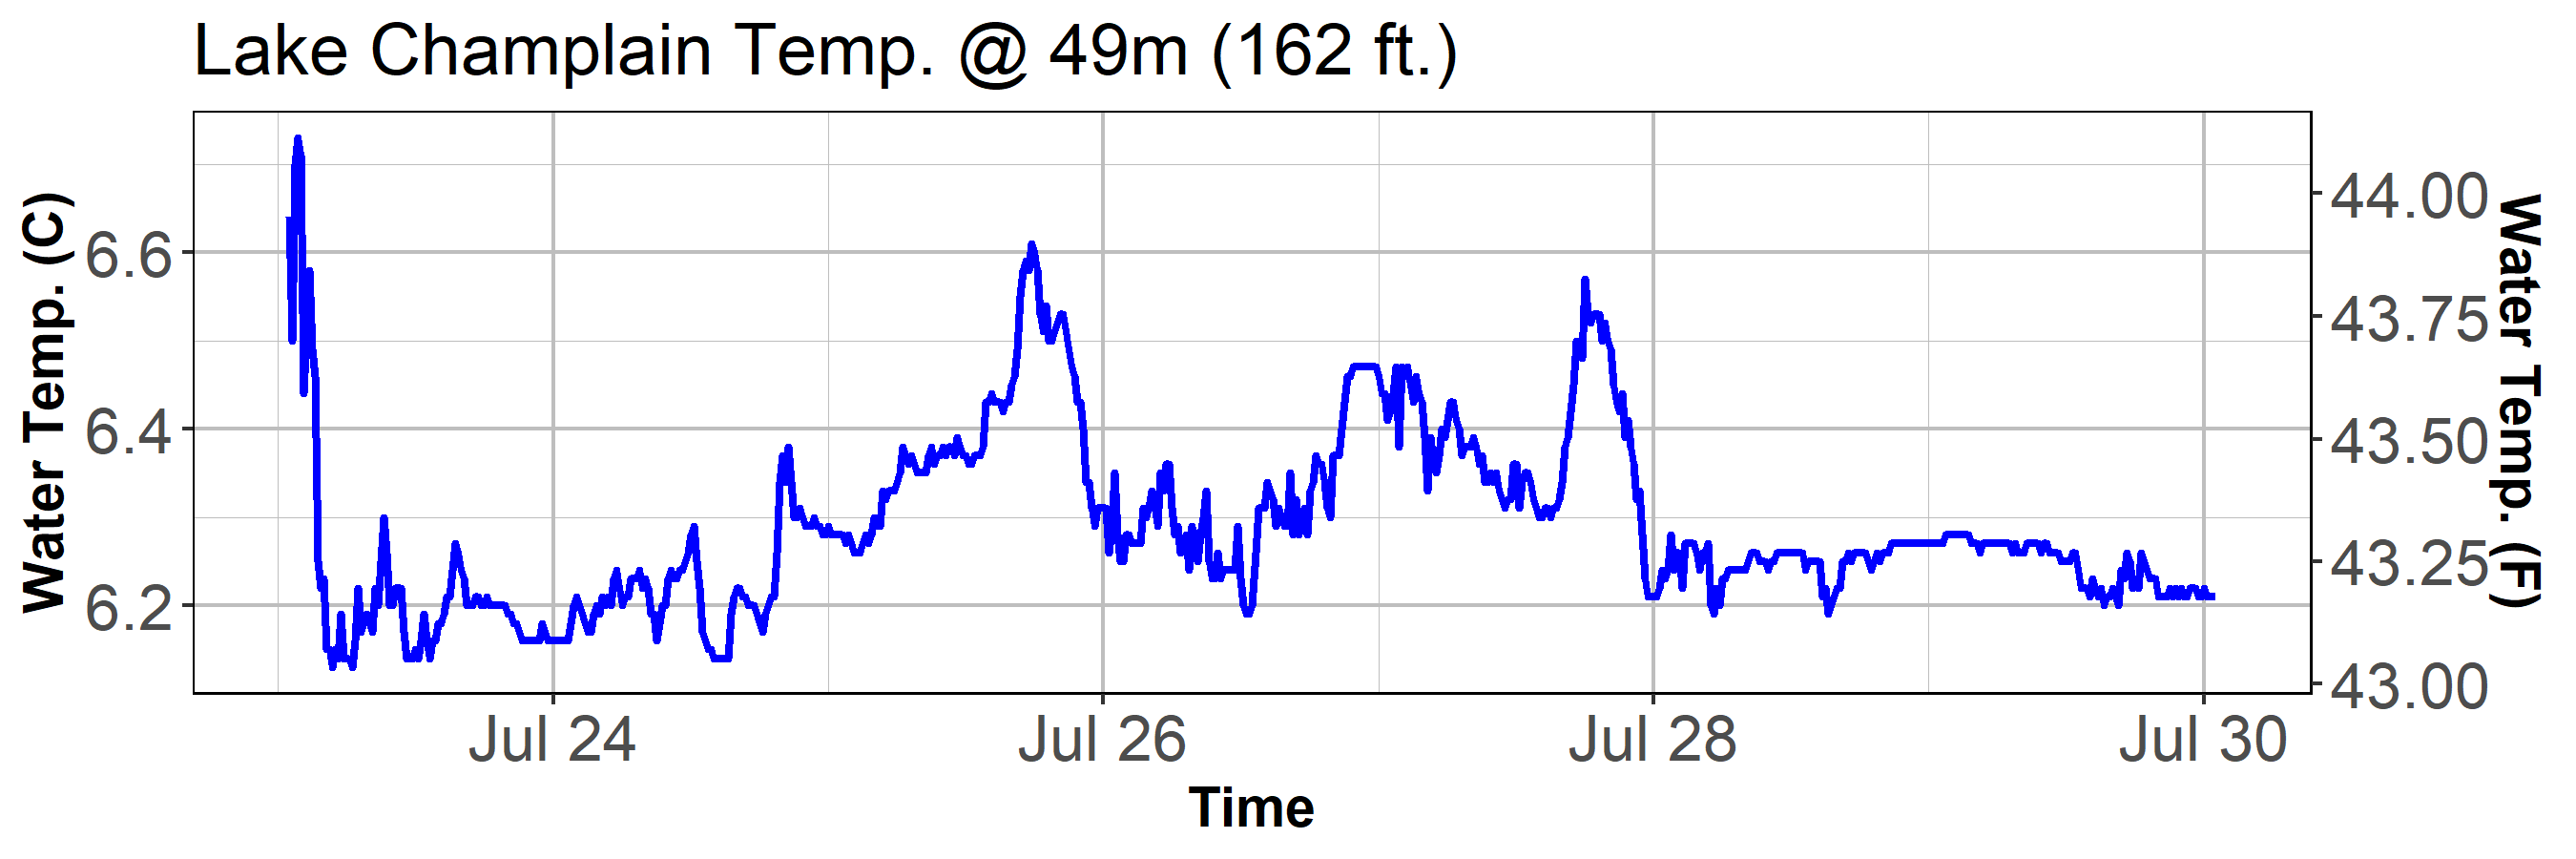 Lake Champlain Temp. @ 49m (162 ft.)
Water Temp. (C)
6.6
6.4
6.2
44.00
43.75
43.50
43.25
43.00
Water Temp. (F)
Jul 24
Jul 26
Jul 28
Jul 30
Time